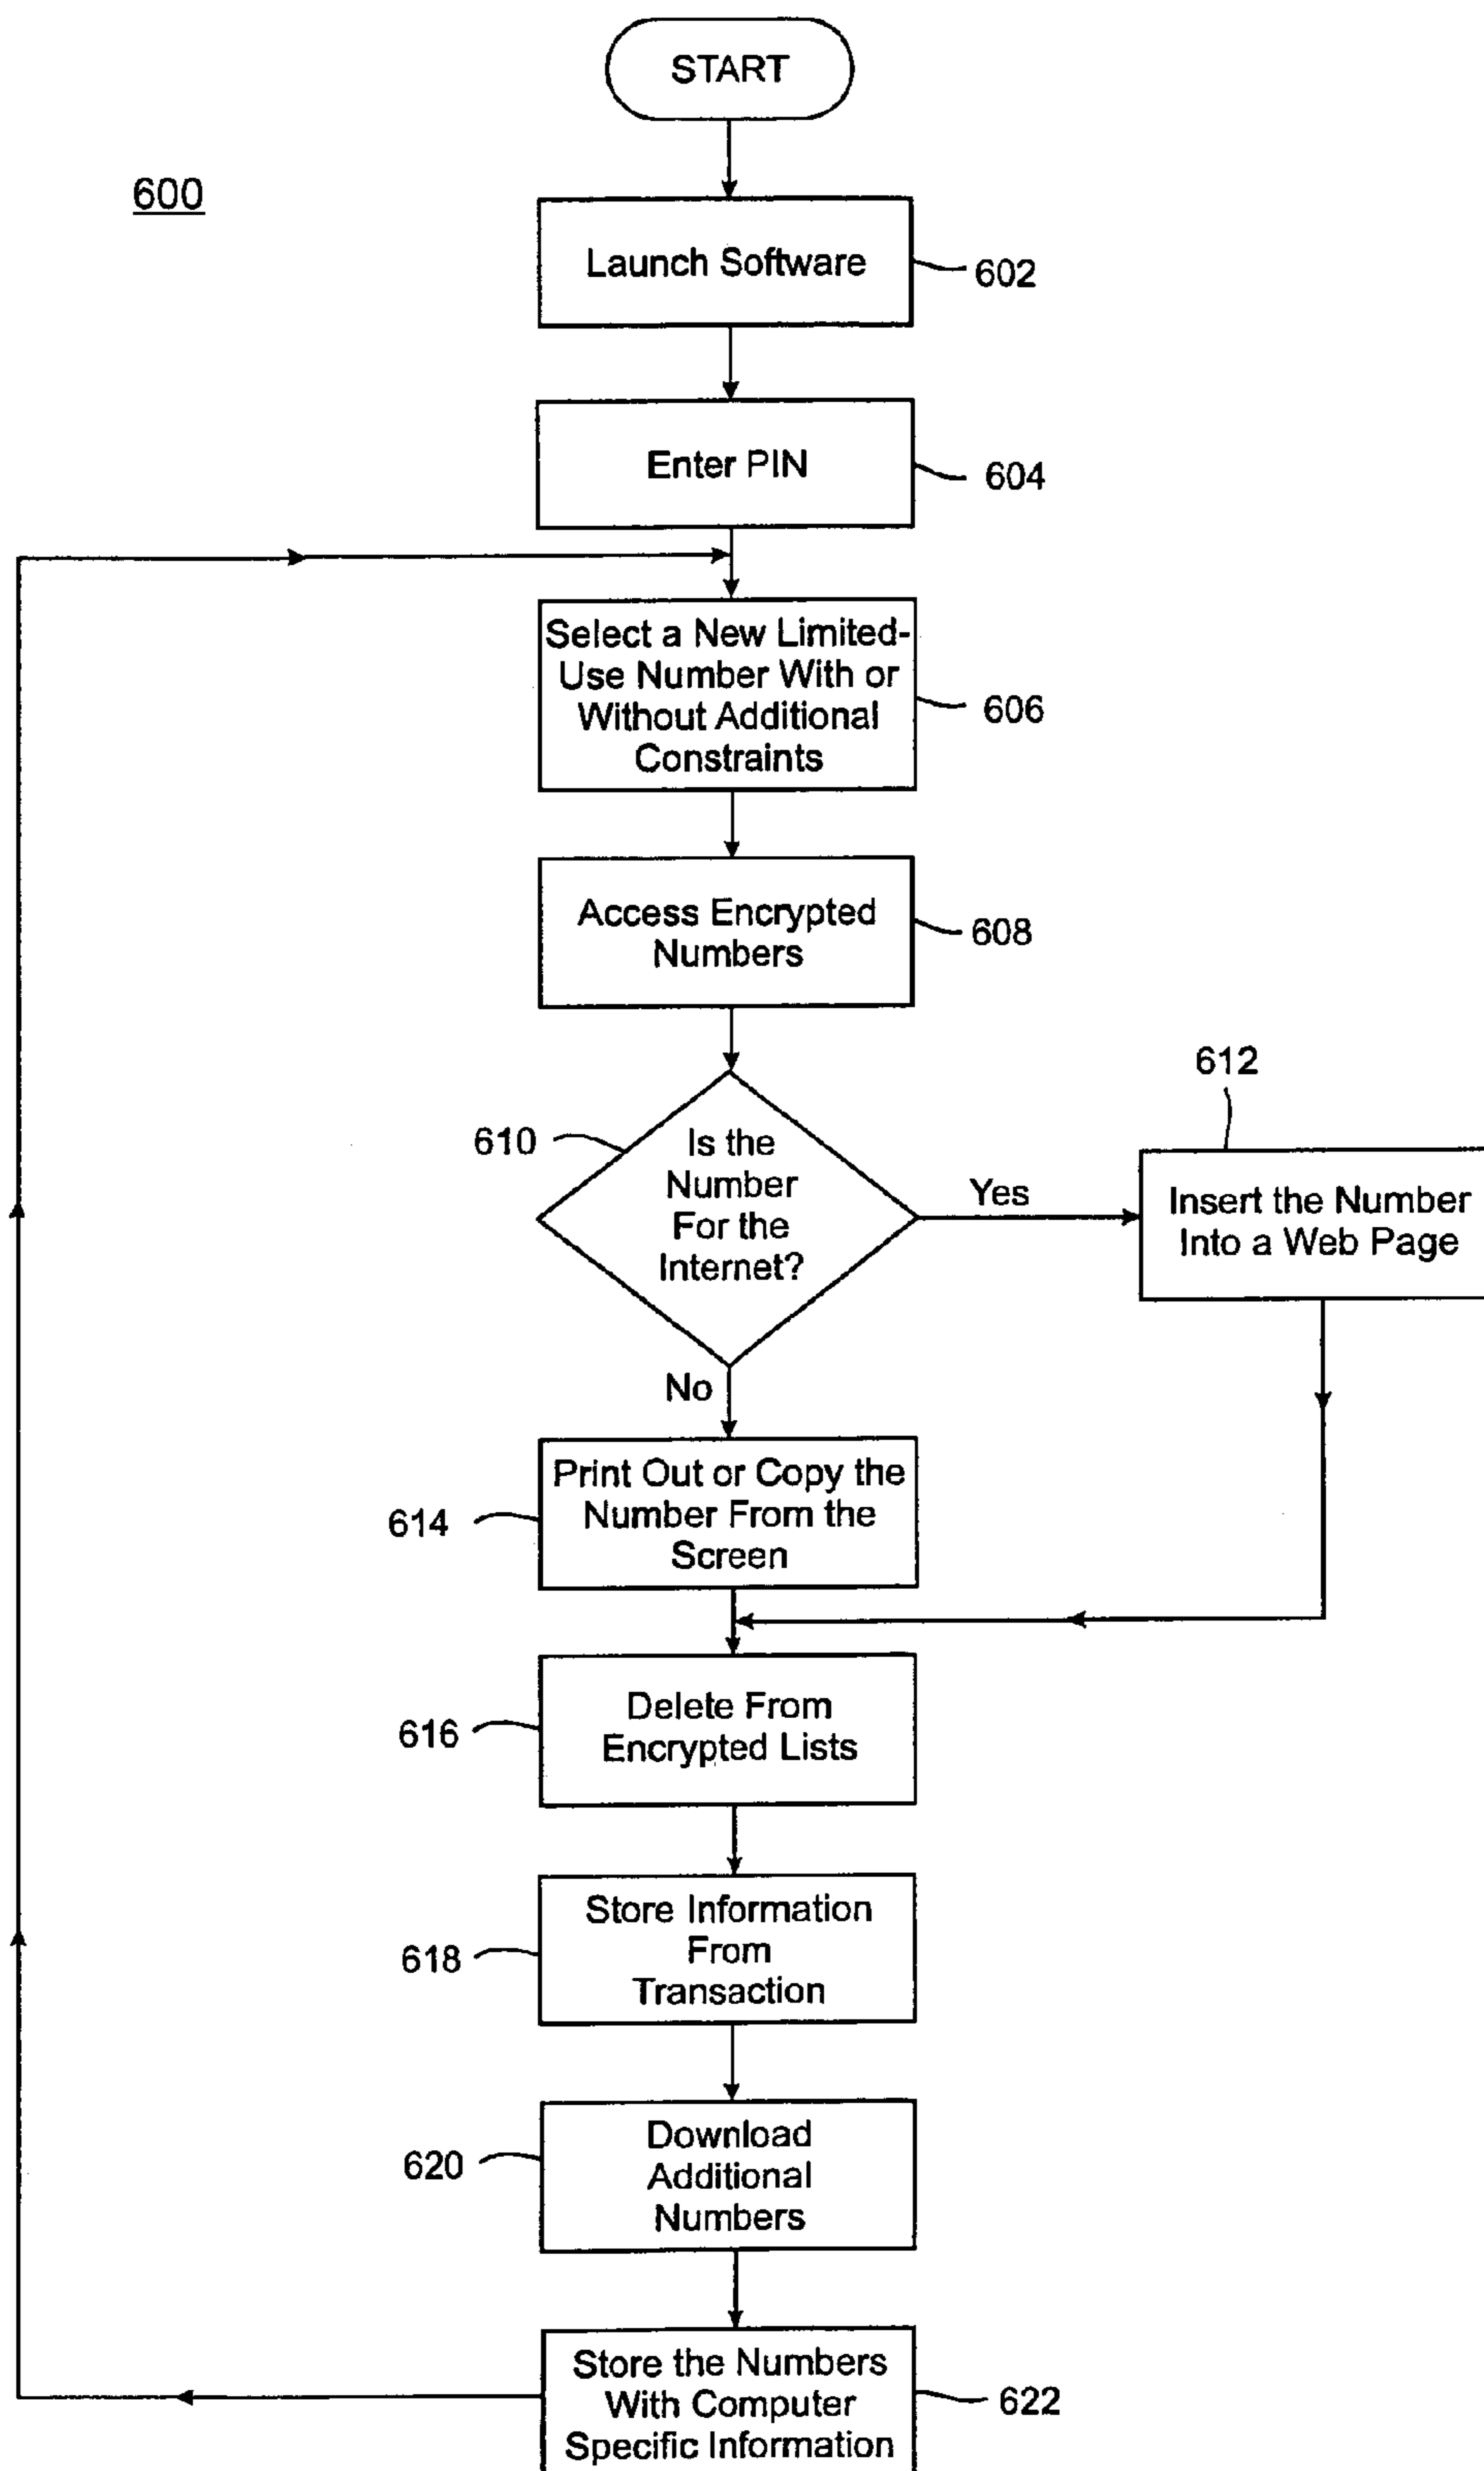 START
600
Launch Software
602
Enter PIN
604
Select a New Limited-
Use Number With or
Without Additional
Constraints
606
Access Encrypted
Numbers
608
610
Is the
Number
For the
Internet?
Yes
612
Insert the Number
Into a Web Page
No
Print Out or Copy the
Number From the
Screen
614
Delete From
Encrypted Lists
616
Store Information
From
Transaction
618
Download
Additional
Numbers
620
Store the Numbers
With Computer
Specific Information
622